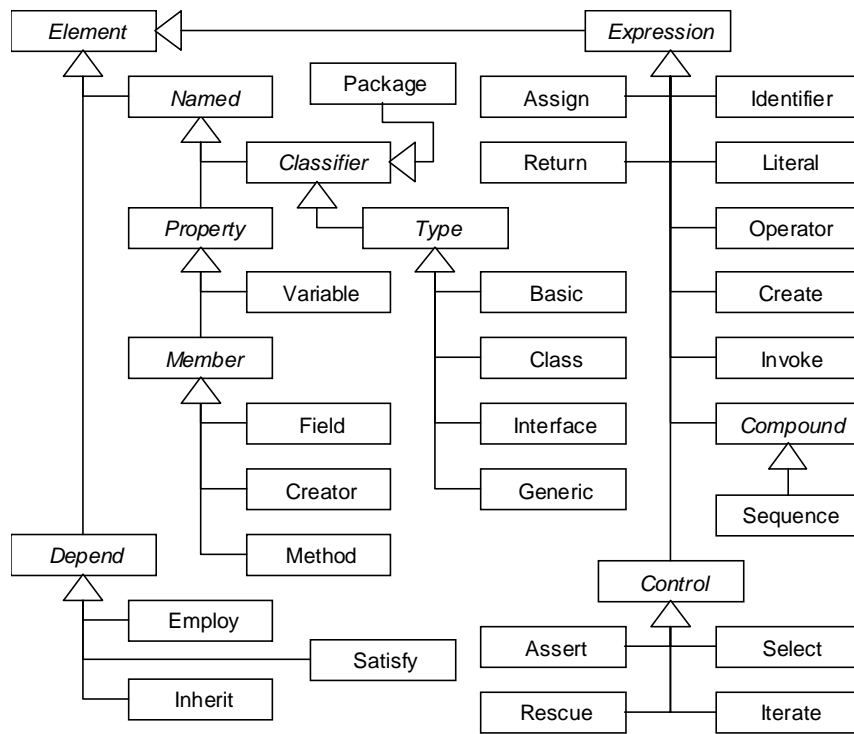 Element
Expression
Package
Named
Assign
Identifier
Classifier
Return
Literal
Property
Type
Operator
Variable
Basic
Create
Member
Class
Invoke
Field
Interface
Compound
Creator
Generic
Sequence
Depend
Method
Control
Employ
Satisfy
Assert
Select
Inherit
Rescue
Iterate